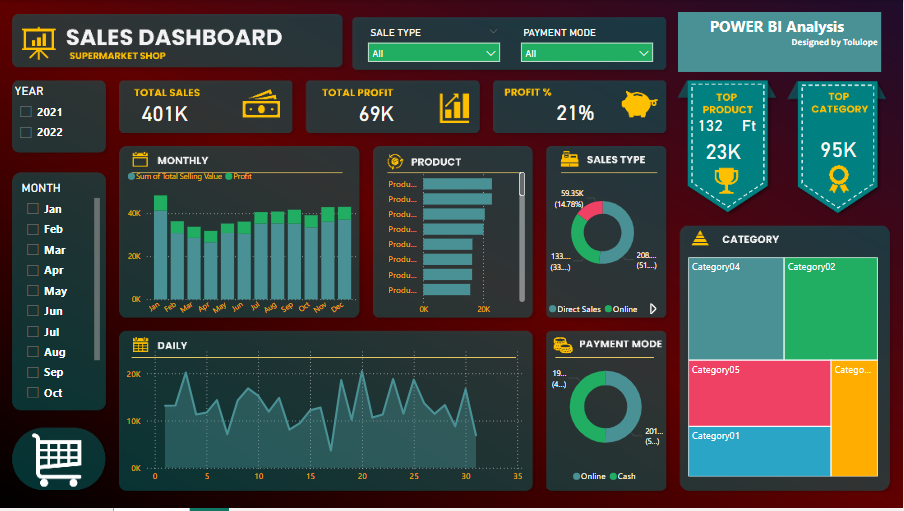 SALES DASHBOARD
SUPERMARKET SHOP
SALE TYPE
All
PAYMENT MODE
All
POWER BI Analysis
Designed by Tolulope
YEAR
2021
2022
TOTAL SALES
401K
TOTAL PROFIT
69K
PROFIT %
21%
TOP
PRODUCT
132 Ft
23K
TOP
CATEGORY
95K
MONTH
Jan
Feb
Mar
Apr
May
Jun
Jul
Aug
Sep
Oct
MONTHLY
Sum of Total Selling Value Profit
40K
20K
0K
Jan Feb Mar Apr May Jun Jul Aug Sep Oct Nov Dec
PRODUCT
Produ...
Produ...
Produ...
Produ...
Produ...
Produ...
Produ...
Produ...
0K 20K
SALES TYPE
59.35K
(14.78%)
133....
(33....)
208....
(51....)
Direct Sales Online
CATEGORY
Category04
Category02
Category05
Catego...
Category01
DAILY
20K
10K
0K
0 5 10 15 20 25 30 35
PAYMENT MODE
19...
(4...)
201...
(5...)
Online Cash